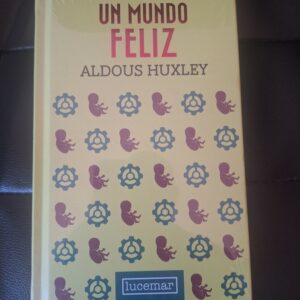 UN MUNDO
FELIZ
ALDOUS HUXLEY
lucemar